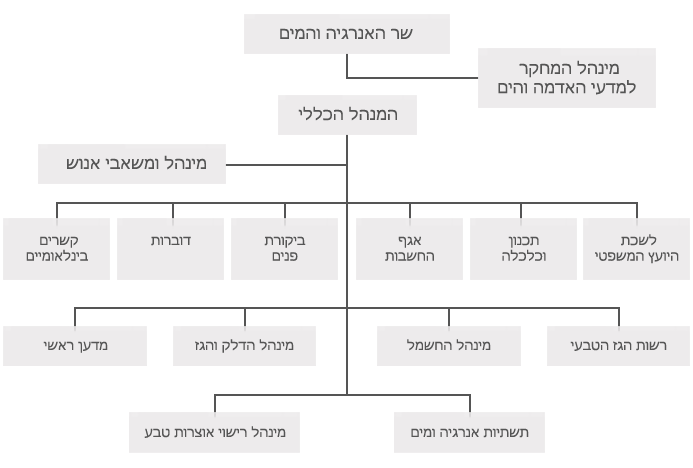 שר האנרגיה והמים
מינהל המחקר
למדעי האדמה והים
המנהל הכללי
מינהל ומשאבי אנוש
לשכת
היועץ המשפטי
תכנון
וכלכלה
אגף
החשבות
ביקורת
פנים
דוברות
קשרים
בינלאומיים
רשות הגז הטבעי
מינהל החשמל
מינהל הדלק והגז
מדען ראשי
תשתיות אנרגיה ומים
מינהל רישוי אוצרות טבע